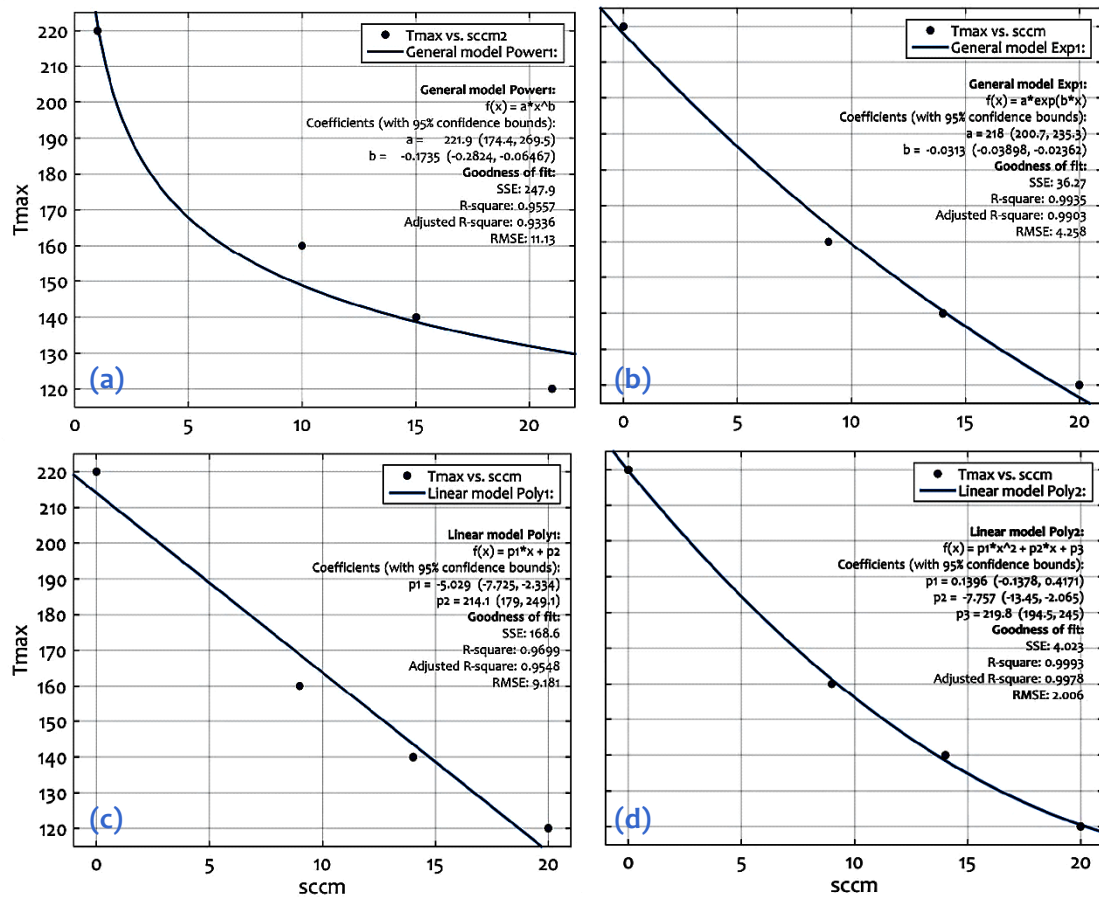 Tmax vs. sccm2
General model Power1:
General model Power1:
f(x) = a*x^b
Coefficients (with 95% confidence bounds):
a = 221.9 (174.4, 269.5)
b = -0.1735 (-0.2824, -0.06467)
Goodness of fit:
SSE: 247.9
R-square: 0.9557
Adjusted R-square: 0.9336
RMSE: 11.13
Tmax
220
210
200
190
180
170
160
150
140
130
120
(a)
0 5 10 15 20
Tmax vs. sccm
General model Exp1:
General model Exp1:
f(x) = a*exp(b*x)
Coefficients (with 95% confidence bounds):
a = 218 (200.7, 235.3)
b = -0.0313 (-0.03898, -0.02362)
Goodness of fit:
SSE: 36.27
R-square: 0.9935
Adjusted R-square: 0.9903
RMSE: 4.258
(b)
0 5 10 15 20
Tmax vs. sccm
Linear model Poly1:
Linear model Poly1:
f(x) = p1*x + p2
Coefficients (with 95% confidence bounds):
p1 = -5.029 (-7.725, -2.334)
p2 = 214.1 (179, 249.1)
Goodness of fit:
SSE: 168.6
R-square: 0.9699
Adjusted R-square: 0.9548
RMSE: 9.181
Tmax
220
210
200
190
180
170
160
150
140
130
120
(c)
0 5 10 15 20
sccm
Tmax vs. sccm
Linear model Poly2:
Linear model Poly2:
f(x) = p1*x^2 + p2*x + p3
Coefficients (with 95% confidence bounds):
p1 = 0.1396 (-0.1378, 0.4171)
p2 = -7.757 (-13.45, -2.065)
p3 = 219.8 (194.5, 245)
Goodness of fit:
SSE: 4.023
R-square: 0.9993
Adjusted R-square: 0.9978
RMSE: 2.006
(d)
0 5 10 15 20
sccm